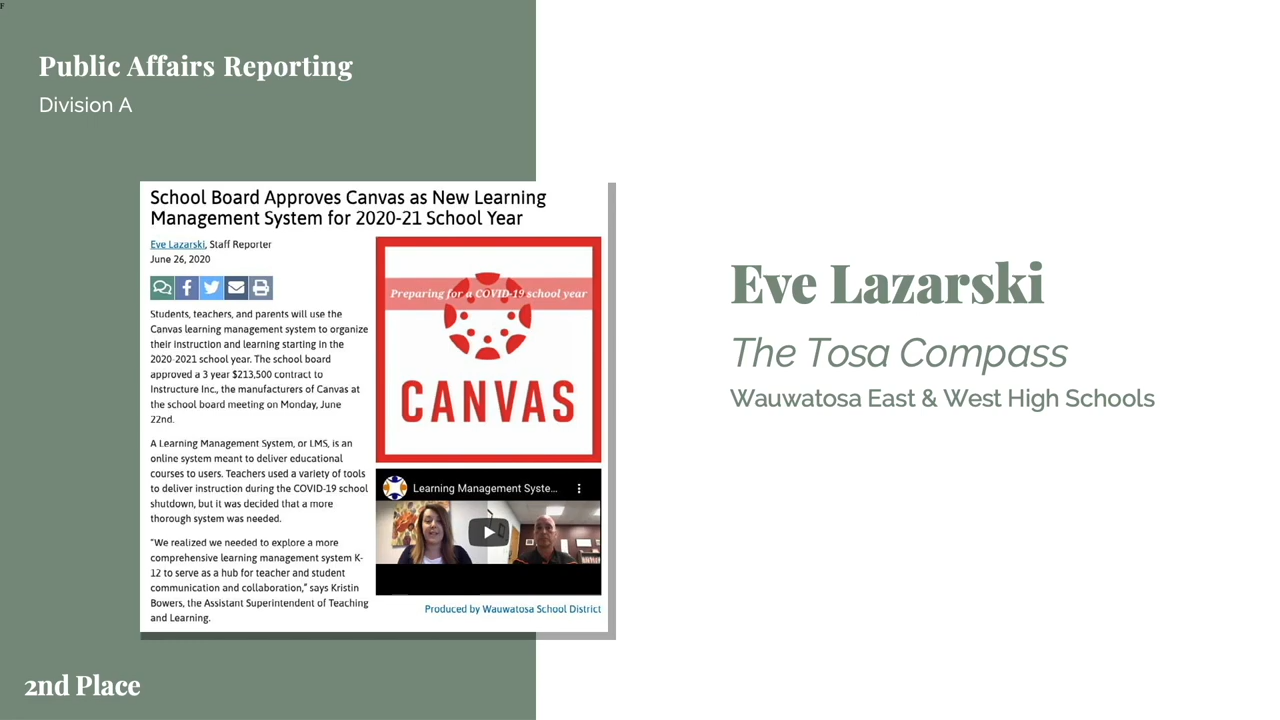 F
Public Affairs Reporting
Division A
School Board Approves Canvas as New Learning
Management System for 2020-21 School Year
Eve Lazarski, Staff Reporter
June 26, 2020
Students, teachers, and parents will use the
Canvas learning management system to organize
their instruction and learning starting in the
2020-2021 school year. The school board
approved a 3 year $213,500 contract to
Instructure Inc., the manufacturers of Canvas at
the school board meeting on Monday, June
22nd.
A Learning Management System, or LMS, is an
online system meant to deliver educational
courses to users. Teachers used a variety of tools
to deliver instruction during the COVID-19 school
shutdown, but it was decided that a more
thorough system was needed.
"We realized we needed to explore a more
comprehensive learning management system K-
12 to serve as a hub for teacher and student
communication and collaboration," says Kristin
Bowers, the Assistant Superintendent of Teaching
and Learning.
Preparing for a COVID-19 school year
CANVAS
Learning Management Syste...
Produced by Wauwatosa School District
Eve Lazarski
The Tosa Compass
Wauwatosa East & West High Schools
2nd Place